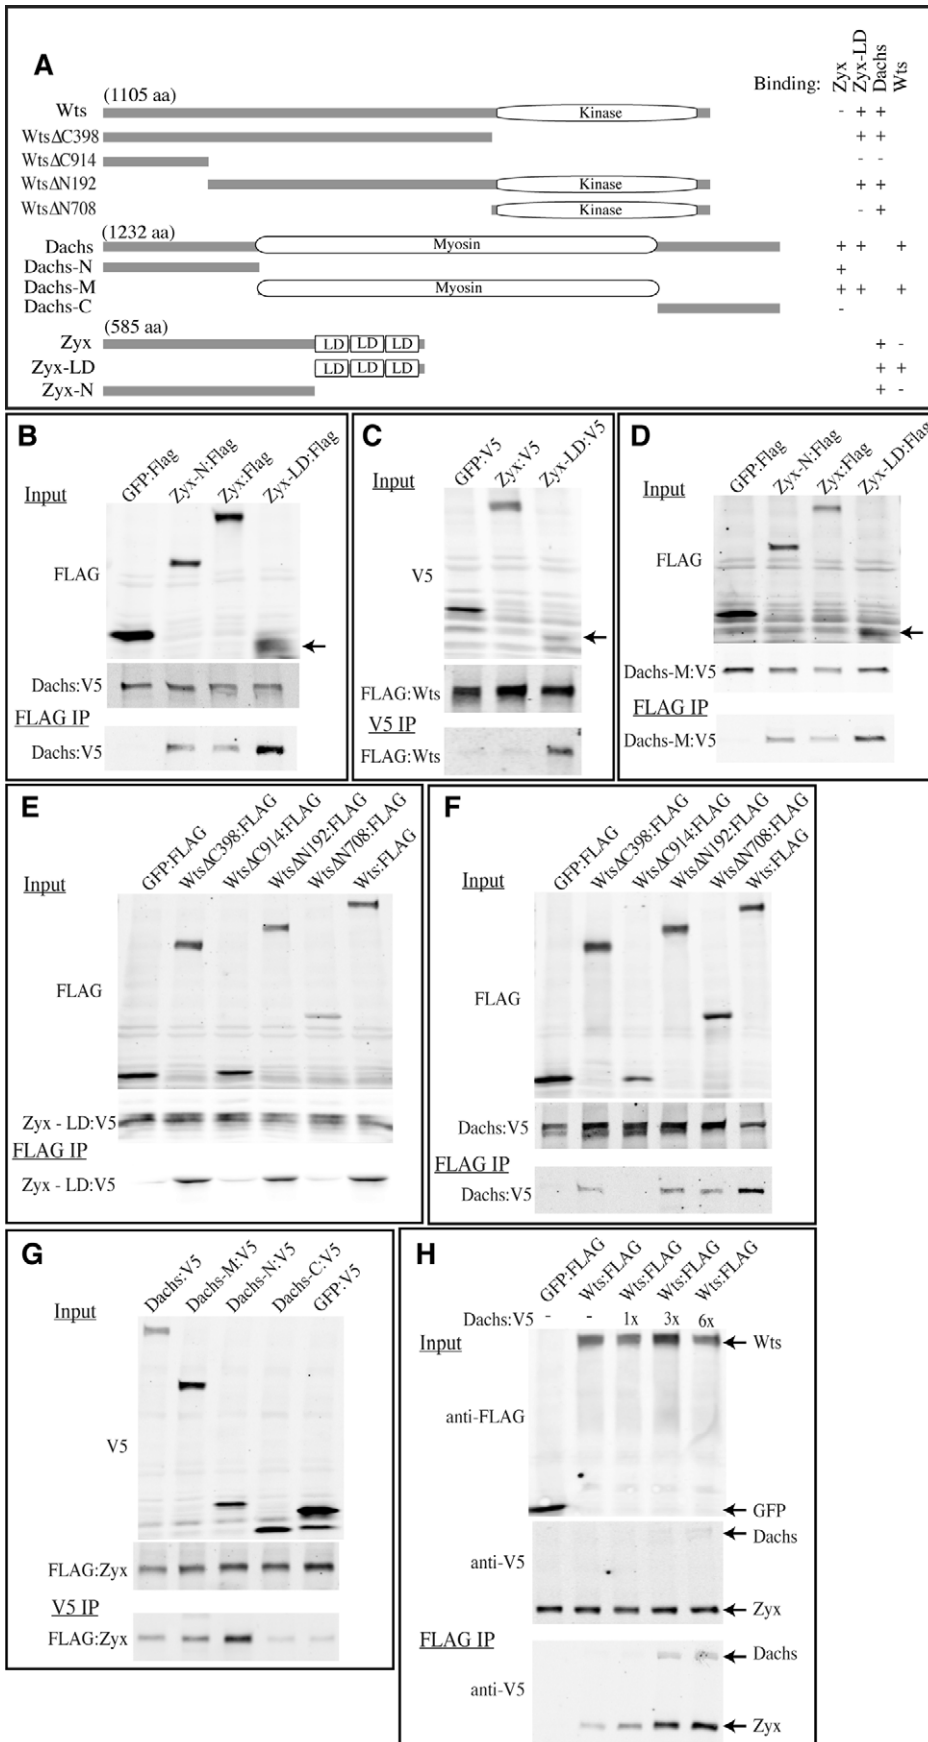 A
Binding: Zyx Zyx-LD Dachs Wts
(1105 aa)
Wts Kinase - + +
WtsΔC398 + +
WtsΔC914 - -
WtsΔN192 Kinase + +
WtsΔN708 Kinase - +
(1232 aa)
Dachs Myosin + + +
Dachs-N +
Dachs-M Myosin + + +
Dachs-C -
(585 aa)
Zyx LD LD LD + -
Zyx-LD LD LD LD + +
Zyx-N + -
B
GFP:Flag Zyx-N:Flag Zyx:Flag Zyx-LD:Flag
Input
FLAG
Dachs:V5
FLAG IP
Dachs:V5
C
GFP:V5 Zyx:V5 Zyx-LD:V5
Input
V5
FLAG:Wts
V5 IP
FLAG:Wts
D
GFP:Flag Zyx-N:Flag Zyx:Flag Zyx-LD:Flag
Input
FLAG
Dachs-M:V5
FLAG IP
Dachs-M:V5
E
GFP:FLAG WtsΔC398:FLAG WtsΔC914:FLAG WtsΔN192:FLAG WtsΔN708:FLAG Wts:FLAG
Input
FLAG
Zyx - LD:V5
FLAG IP
Zyx - LD:V5
F
GFP:FLAG WtsΔC398:FLAG WtsΔC914:FLAG WtsΔN192:FLAG WtsΔN708:FLAG Wts:FLAG
Input
FLAG
Dachs:V5
FLAG IP
Dachs:V5
G
Dachs:V5 Dachs-M:V5 Dachs-N:V5 Dachs-C:V5 GFP:V5
Input
V5
FLAG:Zyx
V5 IP
FLAG:Zyx
H
GFP:FLAG Wts:FLAG Wts:FLAG Wts:FLAG Wts:FLAG
Dachs:V5 - - 1x 3x 6x
Input
Wts
anti-FLAG
GFP
Dachs
anti-V5
Zyx
FLAG IP
Dachs
anti-V5
Zyx